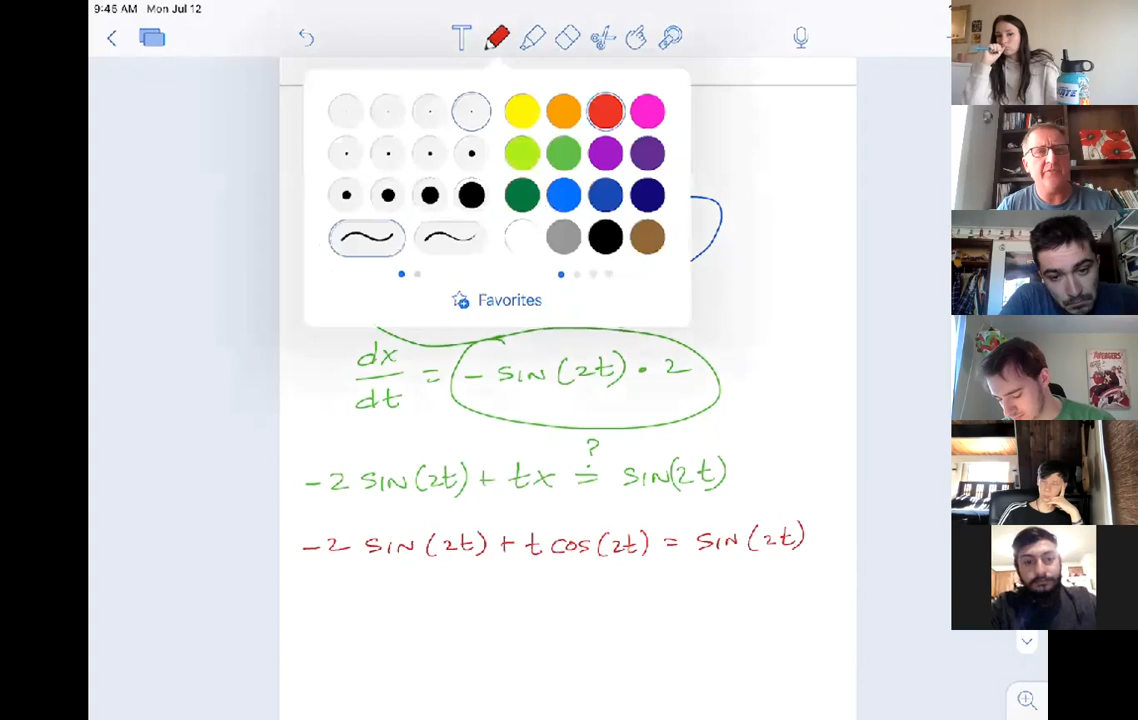 9:45 AM Mon Jul 12
T
Favorites
dx/dt = - sin(2t) • 2
-2 sin(2t) + tx ≟ sin(2t)
-2 sin(2t) + t cos(2t) = sin(2t)
AVENGERS